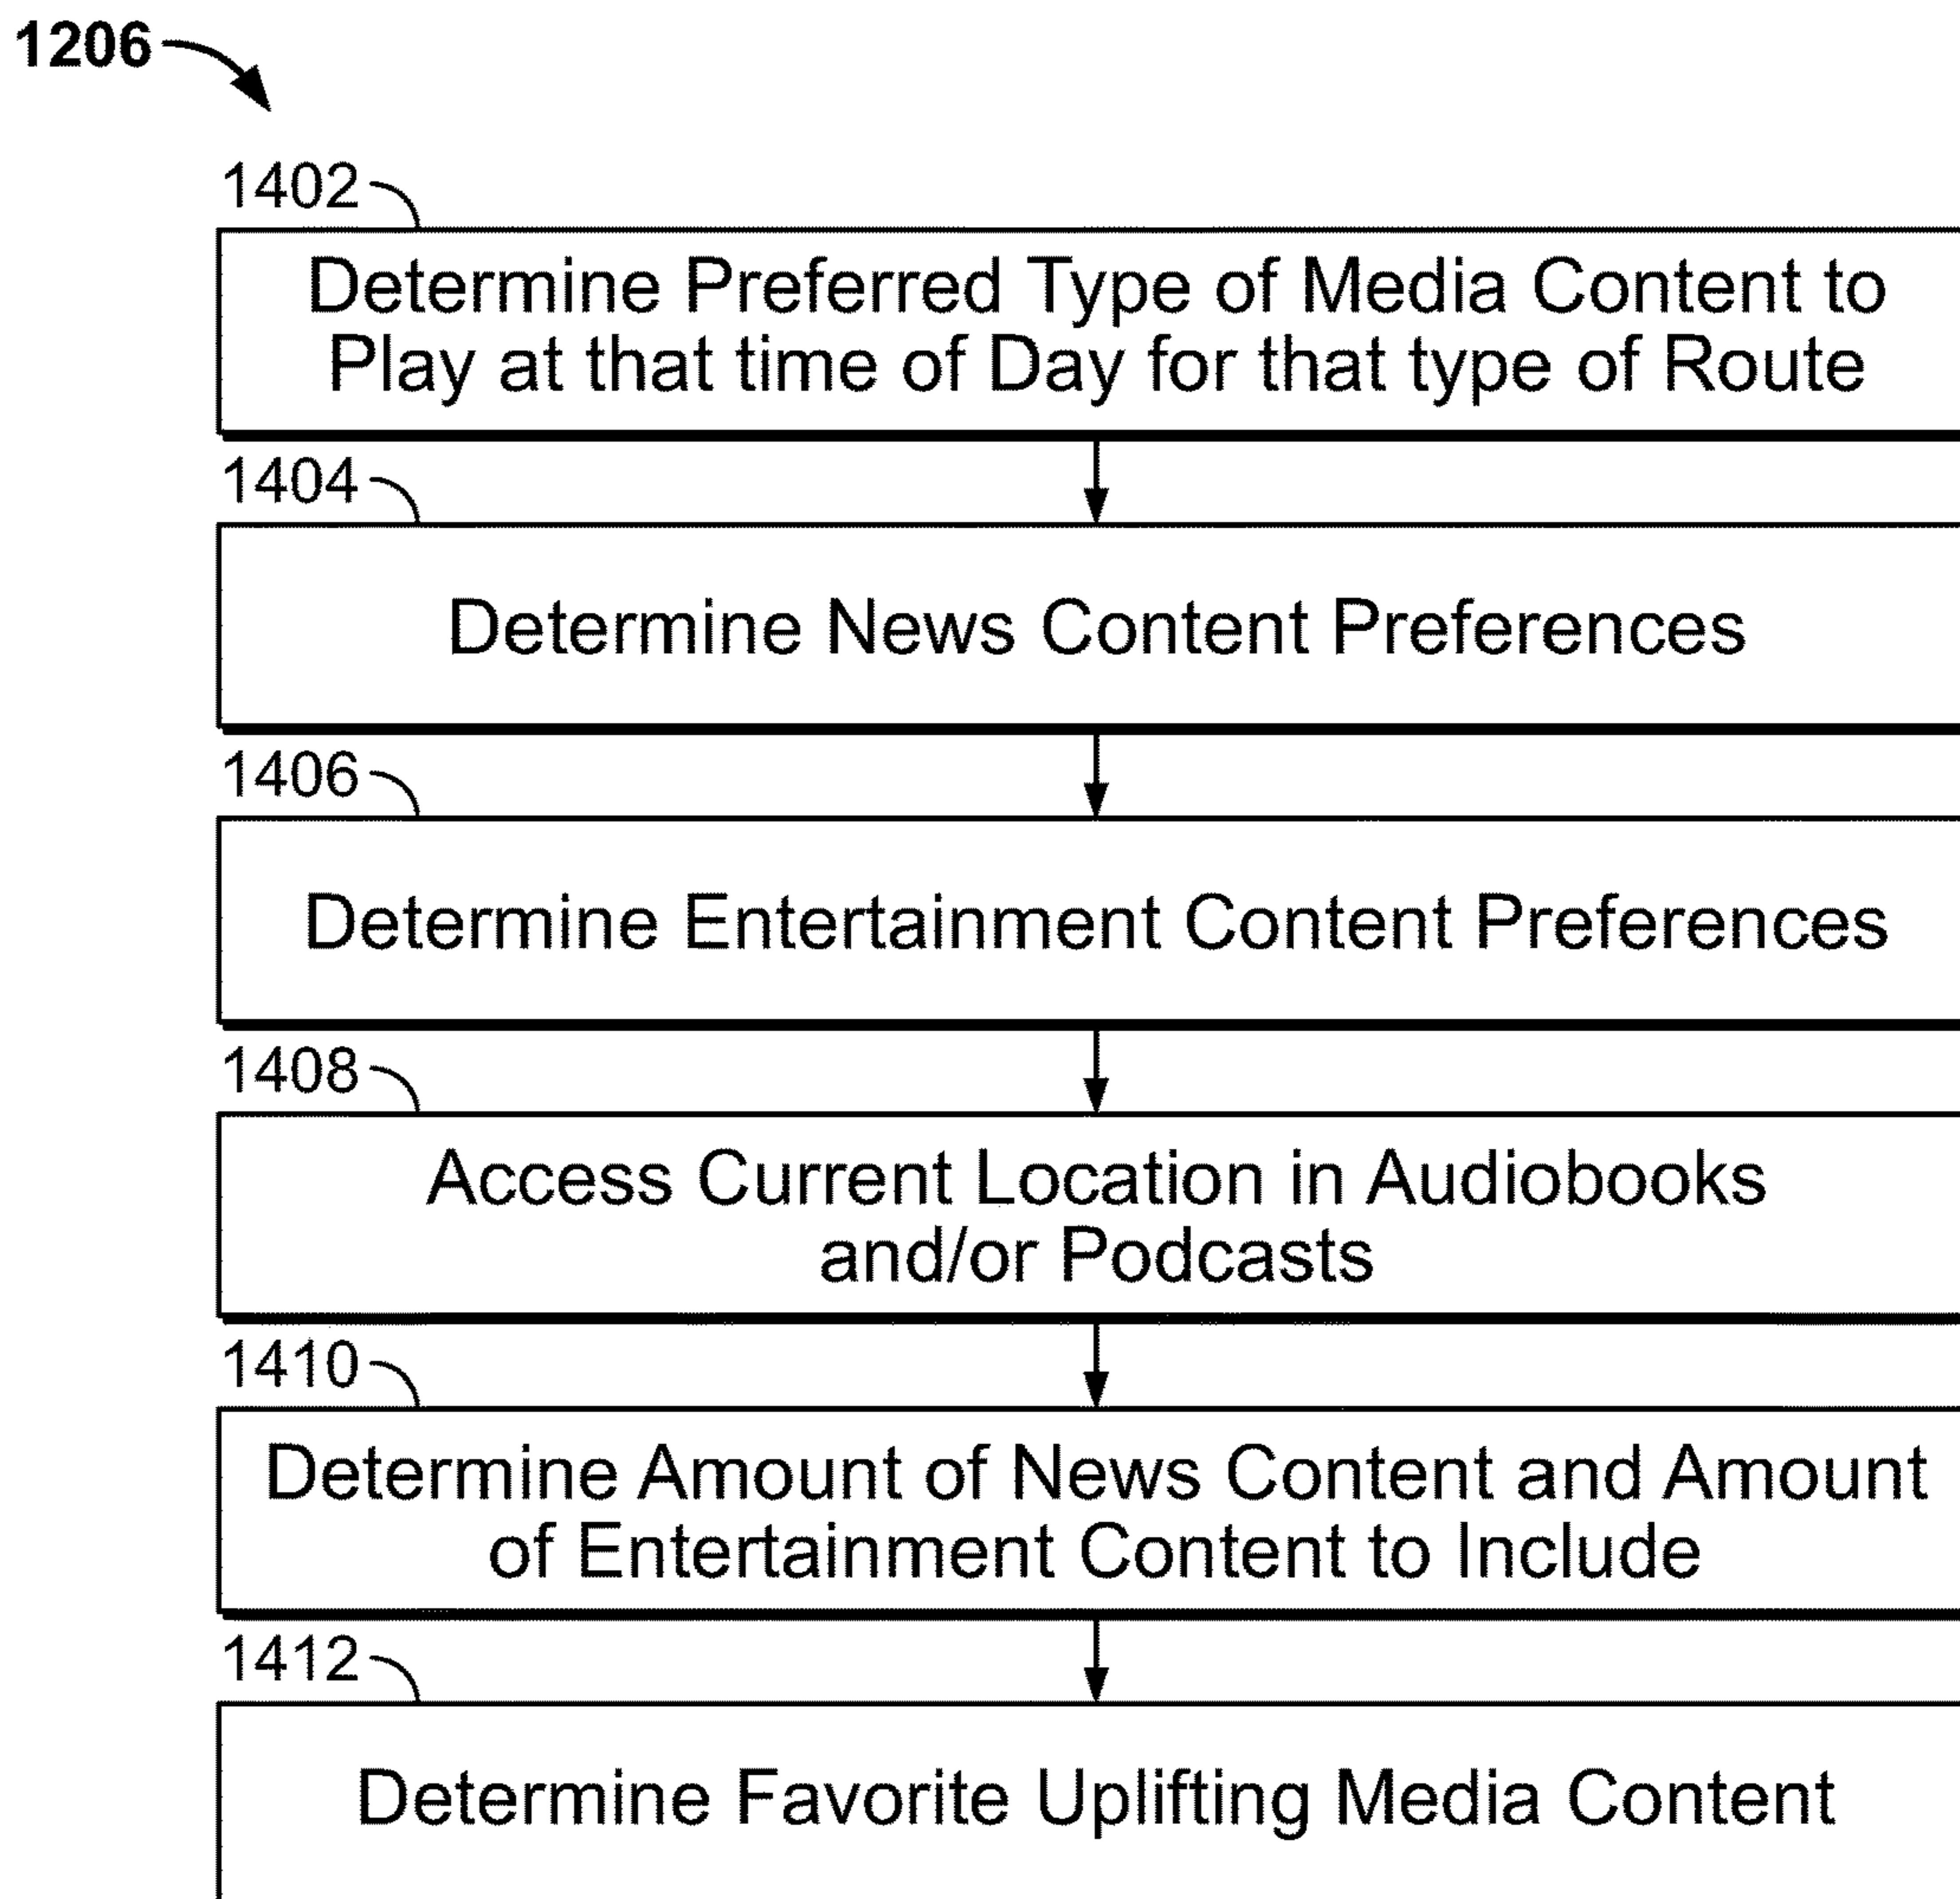 1206
1402
Determine Preferred Type of Media Content to
Play at that time of Day for that type of Route
1404
Determine News Content Preferences
1406
Determine Entertainment Content Preferences
1408
Access Current Location in Audiobooks
and/or Podcasts
1410
Determine Amount of News Content and Amount
of Entertainment Content to Include
1412
Determine Favorite Uplifting Media Content